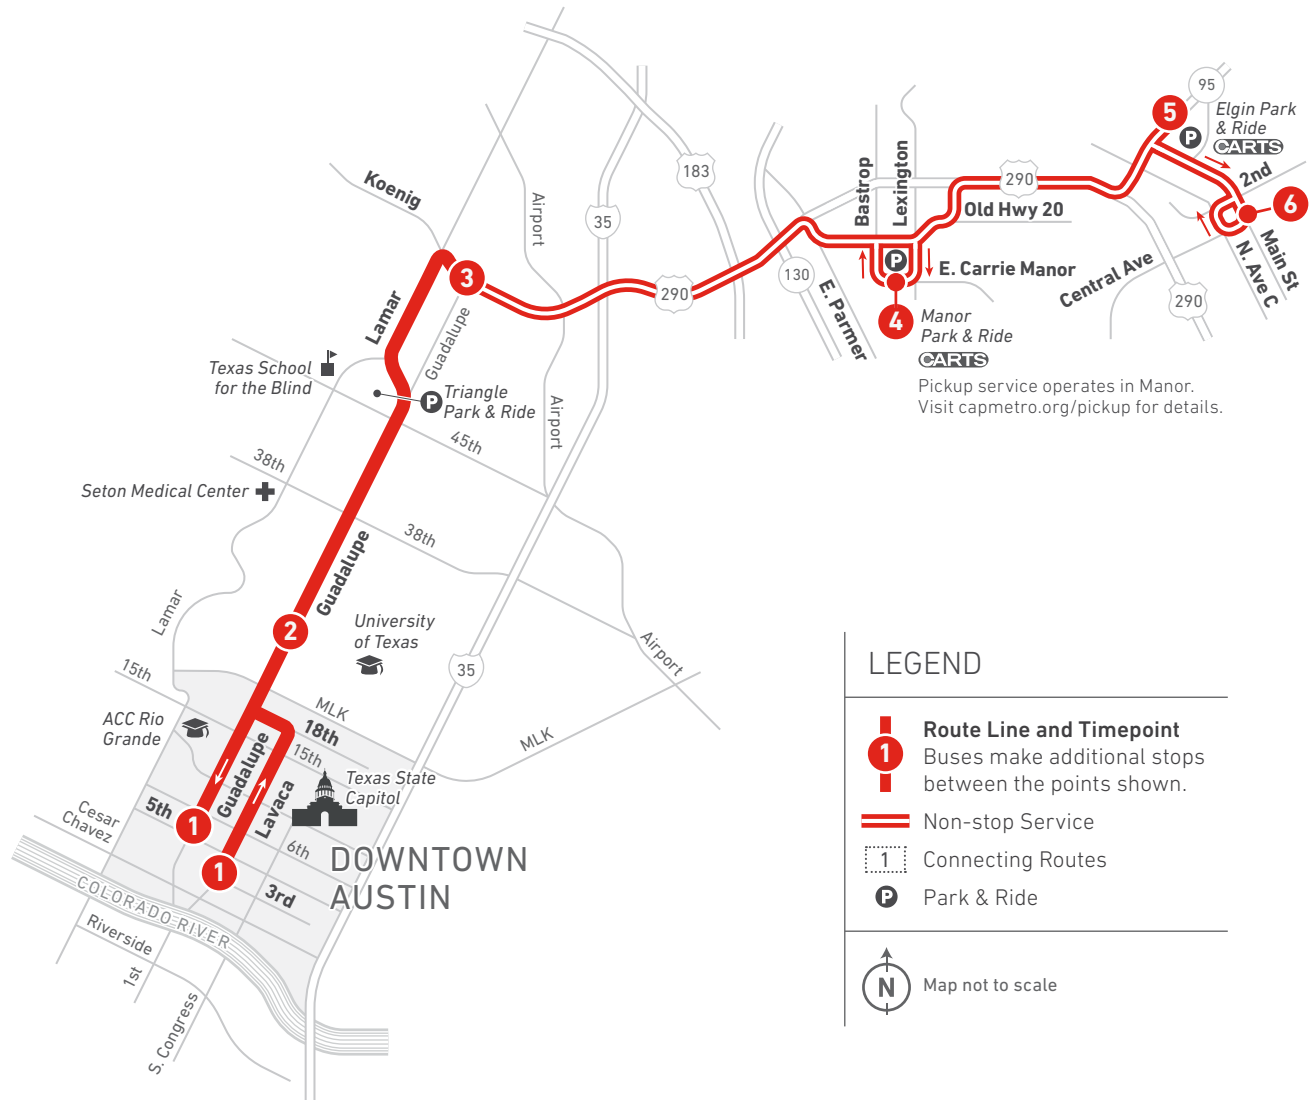 95
5
Elgin Park
& Ride
CARTS
P
2nd
6
Main St
N. Ave C
Central Ave
290
290
Old Hwy 20
Bastrop
Lexington
P
E. Carrie Manor
4
Manor
Park & Ride
CARTS
Pickup service operates in Manor.
Visit capmetro.org/pickup for details.
E. Parmer
130
183
35
290
Airport
Koenig
3
Lamar
Guadalupe
Texas School
for the Blind
P
Triangle
Park & Ride
Airport
45th
38th
Seton Medical Center
38th
Guadalupe
2
University
of Texas
Lamar
35
Airport
15th
MLK
MLK
18th
15th
ACC Rio
Grande
Guadalupe
Lavaca
Texas State
Capitol
5th
1
Cesar
Chavez
6th
1
3rd
DOWNTOWN
AUSTIN
COLORADO RIVER
Riverside
1st
S. Congress
LEGEND
1
Route Line and Timepoint
Buses make additional stops
between the points shown.
Non-stop Service
1
Connecting Routes
P
Park & Ride
N
Map not to scale